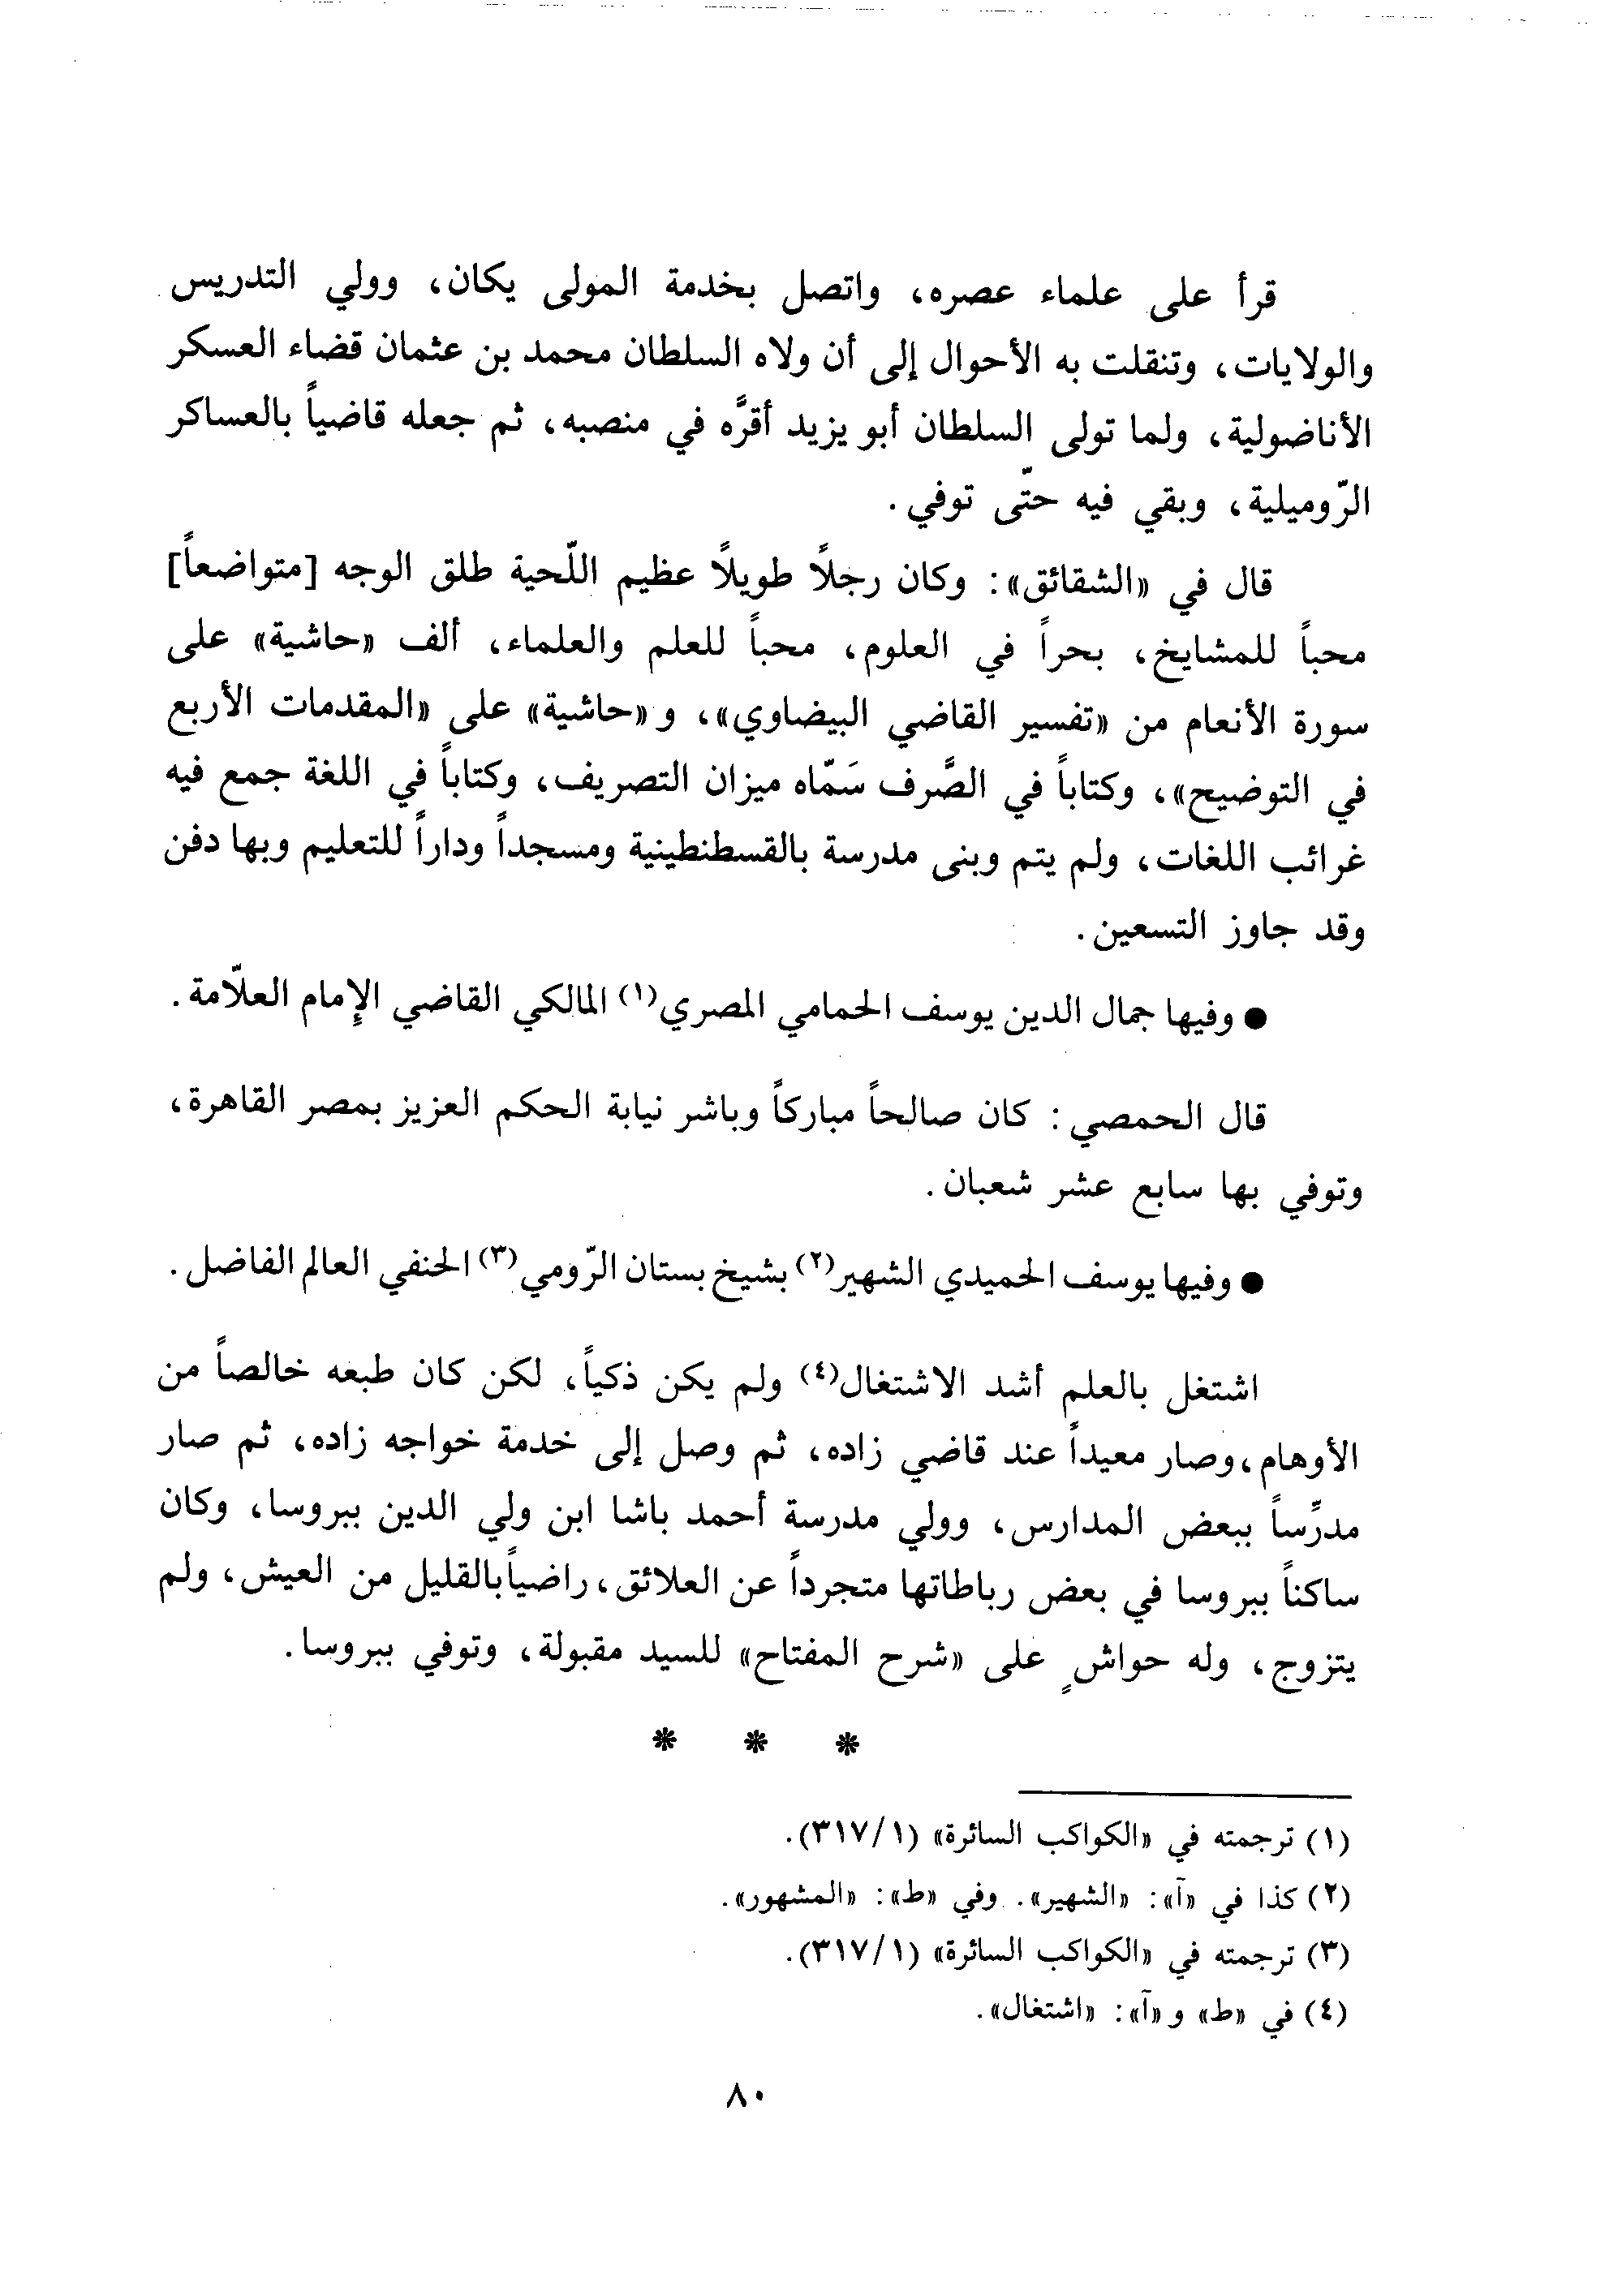 قرأ على علماء عصره، واتصل بخدمة المولى يكان، وولي التدريس
والولايات، وتنقلت به الأحوال إلى أن ولاه السلطان محمد بن عثمان قضاء العسكر
الأناضولية، ولما تولى السلطان أبو يزيد أقرَّه في منصبه، ثم جعله قاضياً بالعساكر
الرّوميلية، وبقي فيه حتّى توفي.
قال في «الشقائق»: وكان رجلاً طويلاً عظيم اللّحية طلق الوجه [متواضعاً]
محباً للمشايخ، بحراً في العلوم، محباً للعلم والعلماء، ألف «حاشية» على
سورة الأنعام من «تفسير القاضي البيضاوي»، و«حاشية» على «المقدمات الأربع
في التوضيح»، وكتاباً في الصَّرف سَمّاه ميزان التصريف، وكتاباً في اللغة جمع فيه
غرائب اللغات، ولم يتم وبنى مدرسة بالقسطنطينية ومسجداً وداراً للتعليم وبها دفن
وقد جاوز التسعين.
● وفيها جمال الدين يوسف الحمامي المصري(١) المالكي القاضي الإمام العلاّمة.
قال الحمصي: كان صالحاً مباركاً وباشر نيابة الحكم العزيز بمصر القاهرة،
وتوفي بها سابع عشر شعبان.
● وفيها يوسف الحميدي الشهير(٢) بشيخ بستان الرّومي(٣) الحنفي العالم الفاضل.
اشتغل بالعلم أشد الاشتغال(٤) ولم يكن ذكياً، لكن كان طبعه خالصاً من
الأوهام، وصار معيداً عند قاضي زاده، ثم وصل إلى خدمة خواجه زاده، ثم صار
مدرِّساً ببعض المدارس، وولي مدرسة أحمد باشا ابن ولي الدين ببروسا، وكان
ساكناً ببروسا في بعض رباطاتها متجرداً عن العلائق، راضياً بالقليل من العيش، ولم
يتزوج، وله حواشٍ على «شرح المفتاح» للسيد مقبولة، وتوفي ببروسا.
* * *
(١) ترجمته في «الكواكب السائرة» (٣١٧/١).
(٢) كذا في «آ»: «الشهير». وفي «ط»: «المشهور».
(٣) ترجمته في «الكواكب السائرة» (٣١٧/١).
(٤) في «ط» و«آ»: «اشتغال».
٨٠